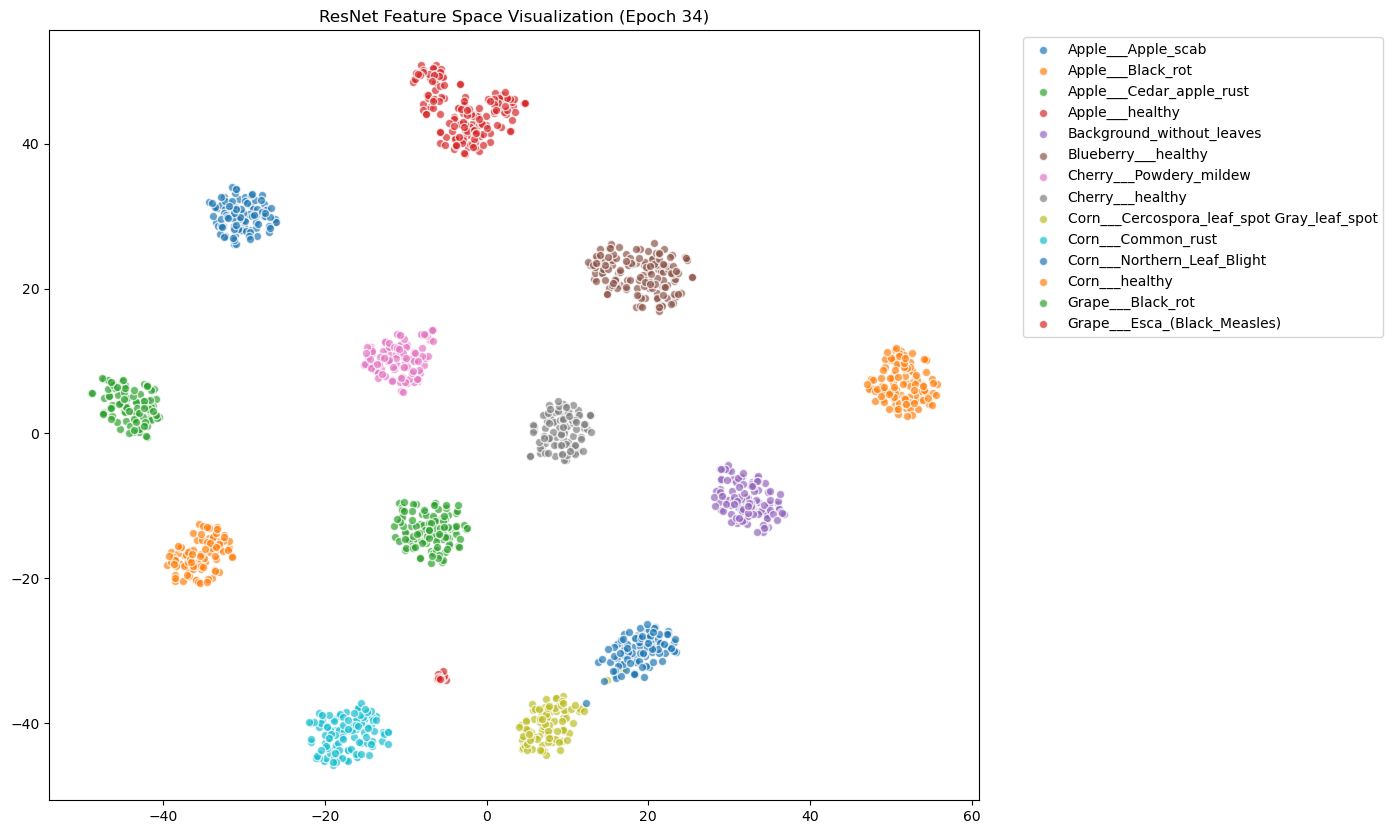 ResNet Feature Space Visualization (Epoch 34)
Apple___Apple_scab
Apple___Black_rot
Apple___Cedar_apple_rust
Apple___healthy
Background_without_leaves
Blueberry___healthy
Cherry___Powdery_mildew
Cherry___healthy
Corn___Cercospora_leaf_spot Gray_leaf_spot
Corn___Common_rust
Corn___Northern_Leaf_Blight
Corn___healthy
Grape___Black_rot
Grape___Esca_(Black_Measles)
40
20
0
−20
−40
−40
−20
0
20
40
60